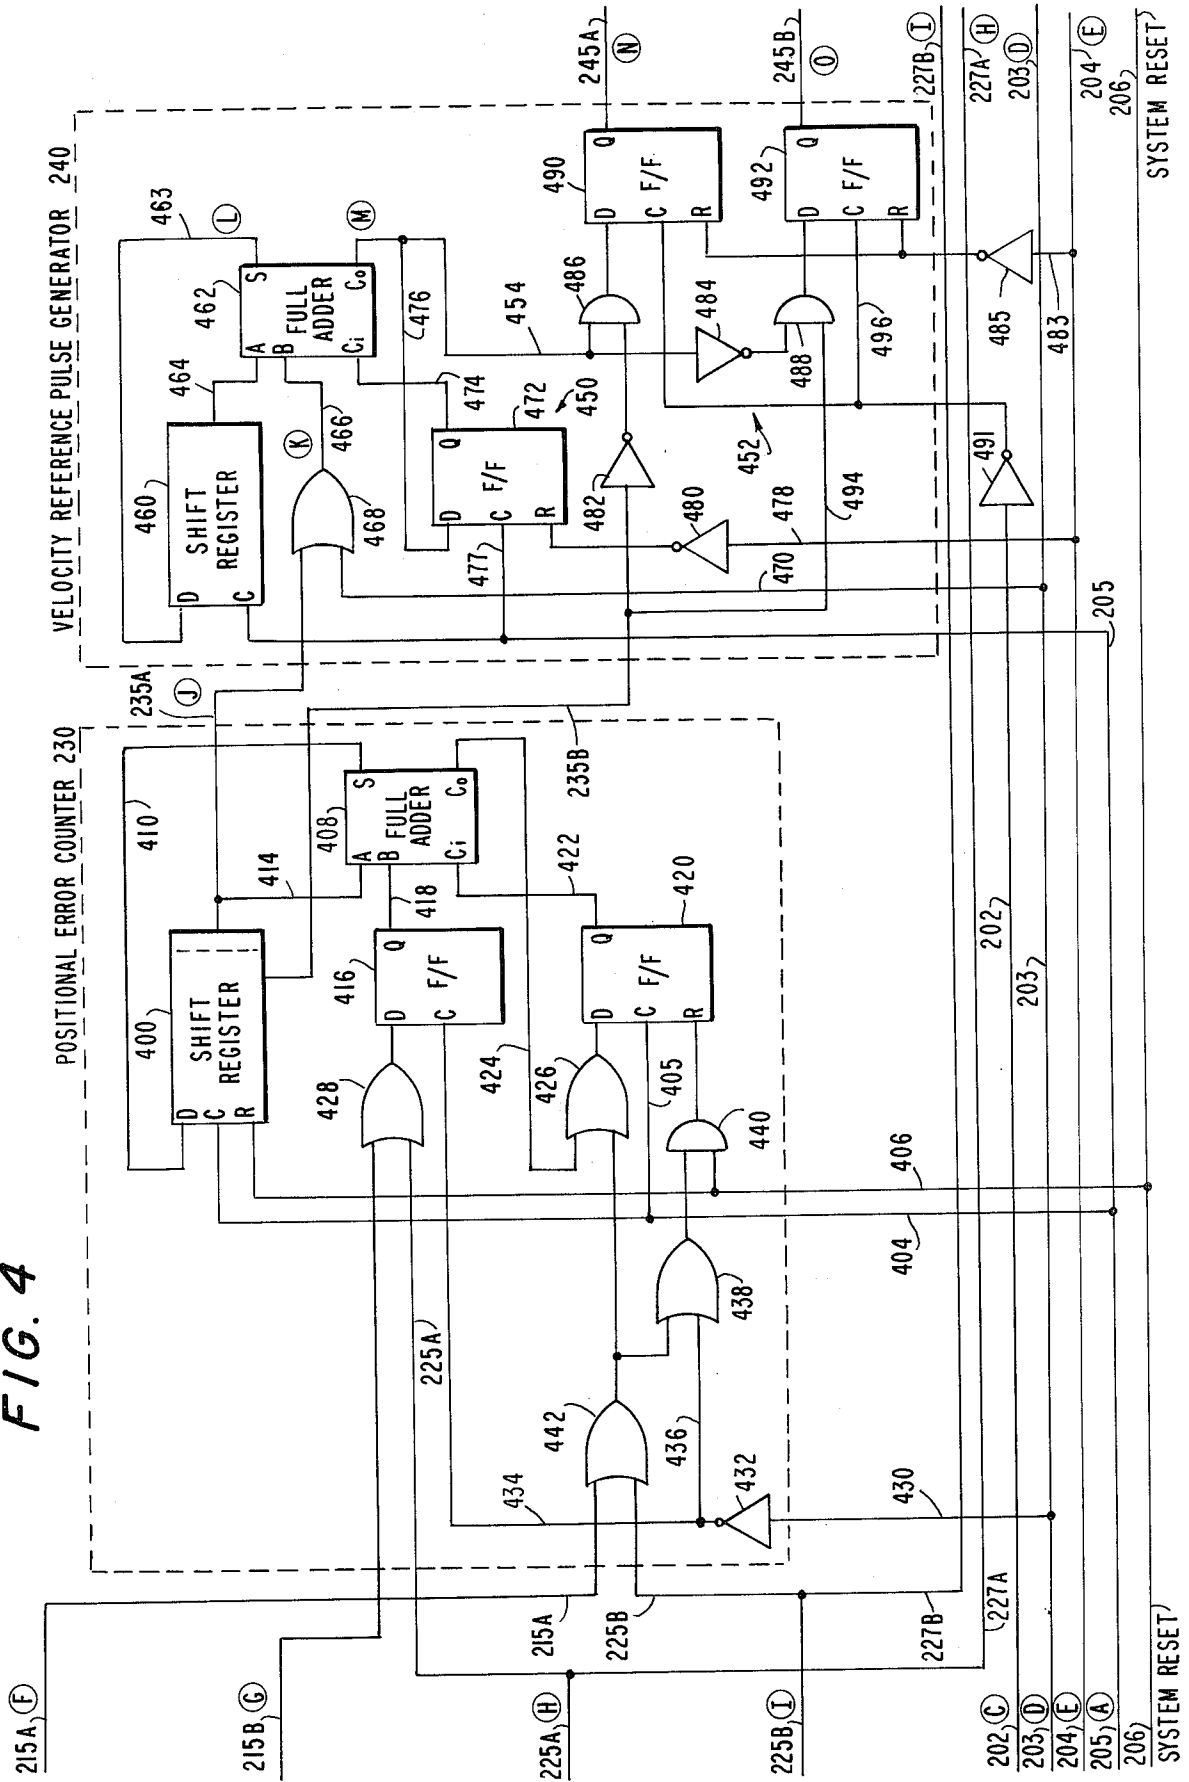 FIG. 4
POSITIONAL ERROR COUNTER 230
VELOCITY REFERENCE PULSE GENERATOR 240
215A, F
215B, G
225A, H
225B, I
202, C
203, D
204, E
205, A
206
SYSTEM RESET
410
400
SHIFT REGISTER
D
C
R
414
408
FULL ADDER
A
B
Ci
S
Co
428
416
F/F
D
C
Q
418
422
424
426
420
F/F
D
C
R
Q
405
440
438
442
436
434
432
430
225A
215A
225B
227B
227A
404
406
202
203
235A
J
235B
463
L
460
SHIFT REGISTER
D
C
464
462
FULL ADDER
A
B
Ci
S
Co
M
K
466
468
476
474
472
F/F
D
C
R
Q
477
450
454
482
480
478
470
205
486
484
488
452
494
496
491
490
F/F
D
C
R
Q
492
F/F
D
C
R
Q
485
483
245A
N
245B
O
227B, I
227A, H
203, D
204, E
206
SYSTEM RESET